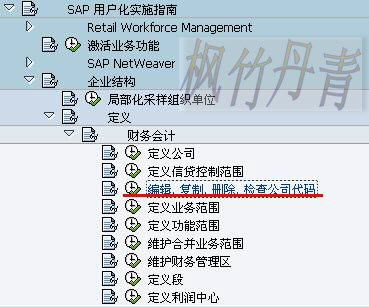 SAP 用户化实施指南
Retail Workforce Management
激活业务功能
SAP NetWeaver
企业结构
局部化采样组织单位
定义
财务会计
定义公司
定义信贷控制范围
编辑, 复制, 删除, 检查公司代码
定义业务范围
定义功能范围
维护合并业务范围
维护财务管理区
定义段
定义利润中心
枫竹丹青